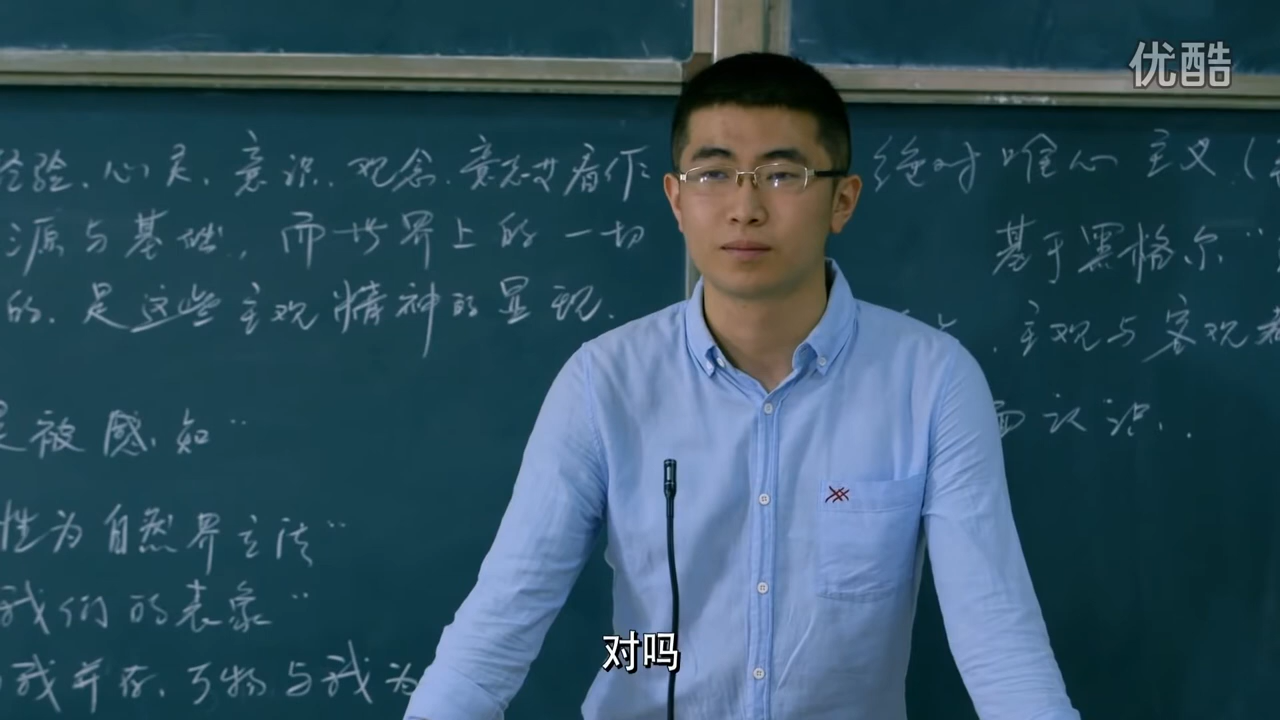 优酷
经验、心灵、意识、观念、意志等看作
源与基础，而世界上的一切
的，是这些主观精神的显现．
是被感知"
性为自然界立法"
我们的表象"
我并存，万物与我为
绝对唯心主义（
基于黑格尔"
，主观与客观都
面认识．
对吗